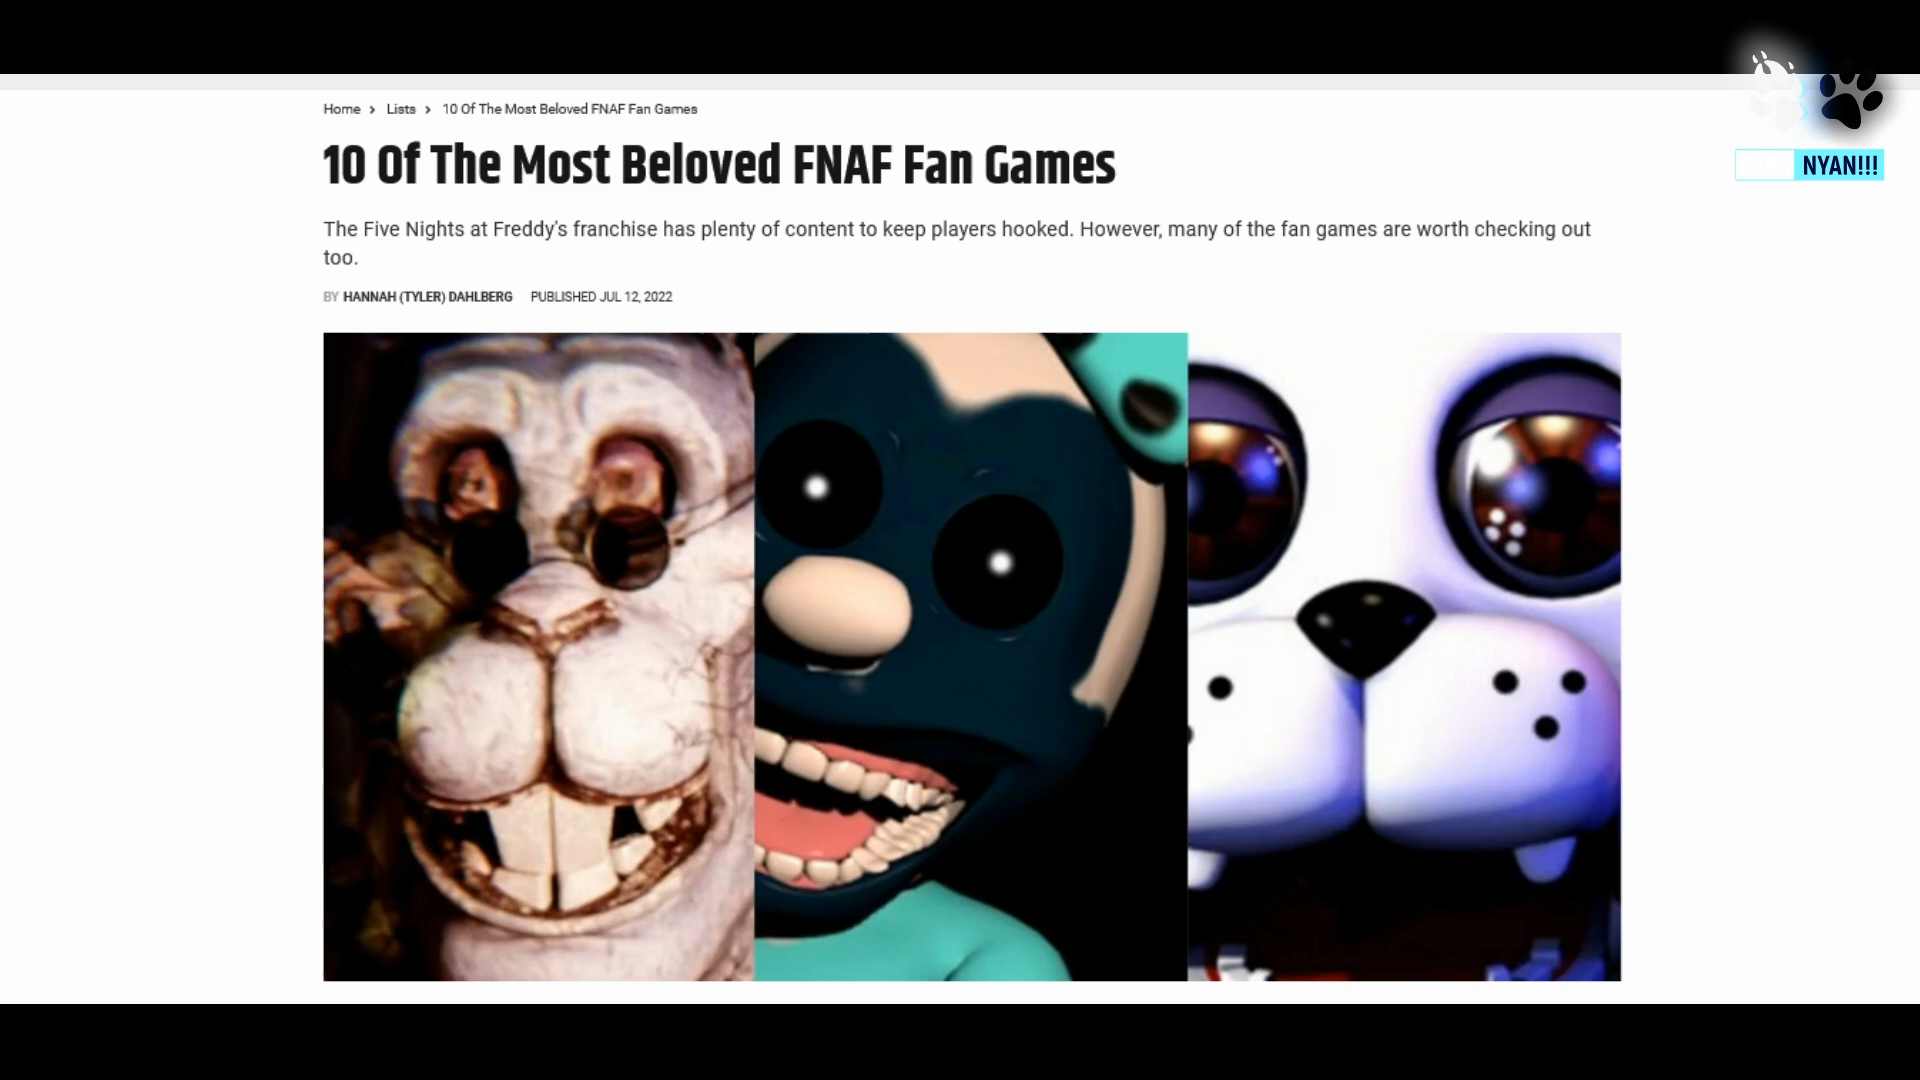 Home > Lists > 10 Of The Most Beloved FNAF Fan Games
10 Of The Most Beloved FNAF Fan Games
The Five Nights at Freddy's franchise has plenty of content to keep players hooked. However, many of the fan games are worth checking out
too.
BY HANNAH (TYLER) DAHLBERG PUBLISHED JUL 12, 2022
NYAN!!!